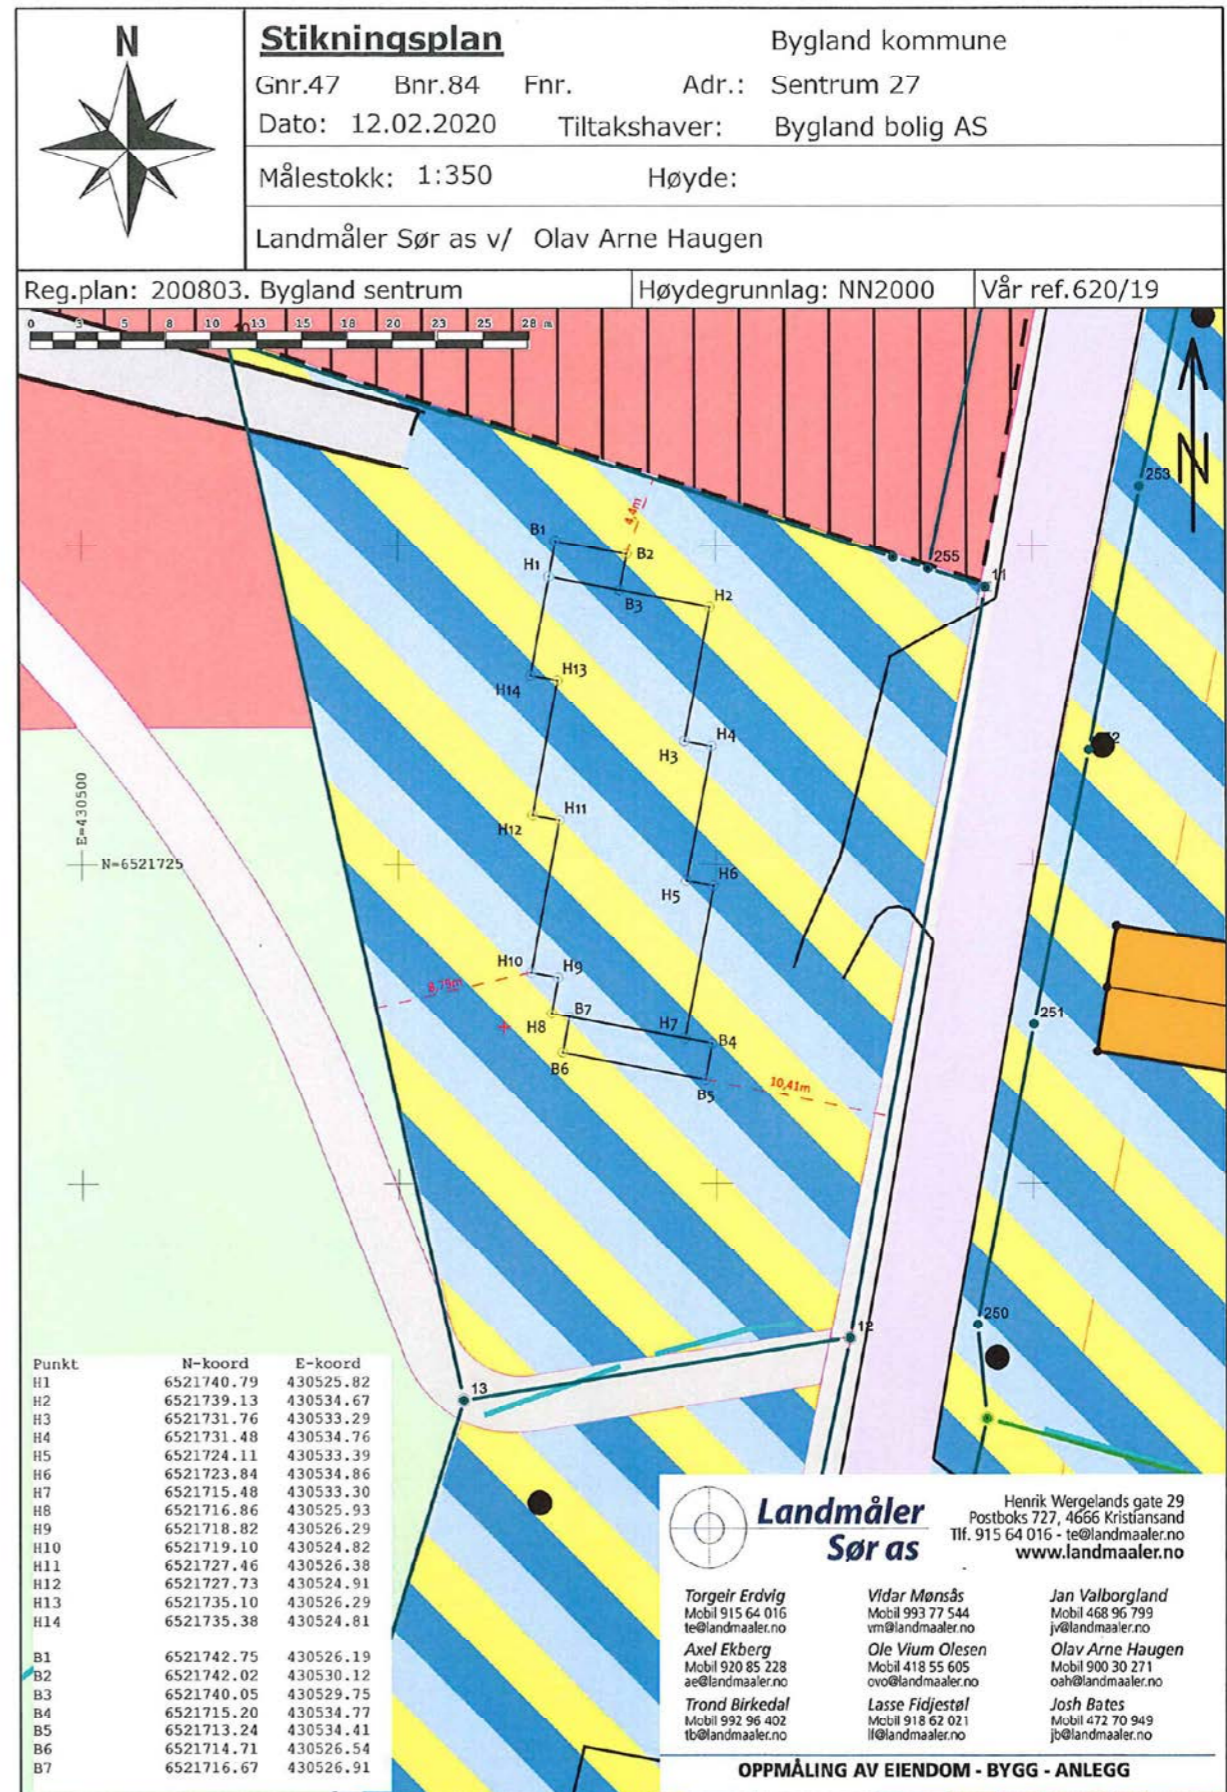 N
Stikningsplan Bygland kommune
Gnr.47 Bnr.84 Fnr. Adr.: Sentrum 27
Dato: 12.02.2020 Tiltakshaver: Bygland bolig AS
Målestokk: 1:350 Høyde:
Landmåler Sør as v/ Olav Arne Haugen
Reg.plan: 200803. Bygland sentrum Høydegrunnlag: NN2000 Vår ref.620/19
0 3 5 8 10 13 15 18 20 23 25 28 m
N
253
4,4m
B1
B2
255
11
H1
B3
H2
H13
H14
H3
H4
E=430500
H11
H12
N=6521725
H6
H5
H10
H9
8,79m
B7
H8
H7
B4
251
B6
B5
10,41m
250
12
13
Punkt N-koord E-koord
H1 6521740.79 430525.82
H2 6521739.13 430534.67
H3 6521731.76 430533.29
H4 6521731.48 430534.76
H5 6521724.11 430533.39
H6 6521723.84 430534.86
H7 6521715.48 430533.30
H8 6521716.86 430525.93
H9 6521718.82 430526.29
H10 6521719.10 430524.82
H11 6521727.46 430526.38
H12 6521727.73 430524.91
H13 6521735.10 430526.29
H14 6521735.38 430524.81
B1 6521742.75 430526.19
B2 6521742.02 430530.12
B3 6521740.05 430529.75
B4 6521715.20 430534.77
B5 6521713.24 430534.41
B6 6521714.71 430526.54
B7 6521716.67 430526.91
Landmåler
Sør as
Henrik Wergelands gate 29
Postboks 727, 4666 Kristiansand
Tlf. 915 64 016 - te@landmaaler.no
www.landmaaler.no
Torgeir Erdvig
Mobil 915 64 016
te@landmaaler.no
Vidar Mønsås
Mobil 993 77 544
vm@landmaaler.no
Jan Valborgland
Mobil 468 96 799
jv@landmaaler.no
Axel Ekberg
Mobil 920 85 228
ae@landmaaler.no
Ole Vium Olesen
Mobil 418 55 605
ovo@landmaaler.no
Olav Arne Haugen
Mobil 900 30 271
oah@landmaaler.no
Trond Birkedal
Mobil 992 96 402
tb@landmaaler.no
Lasse Fidjestøl
Mobil 918 62 021
lf@landmaaler.no
Josh Bates
Mobil 472 70 949
jb@landmaaler.no
OPPMÅLING AV EIENDOM - BYGG - ANLEGG